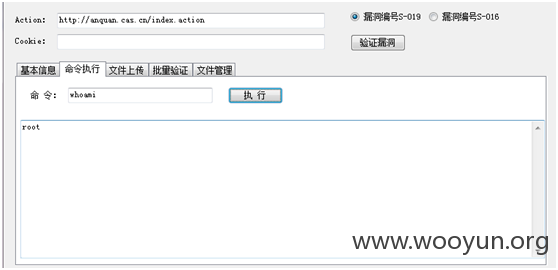 Action: http://anquan.cas.cn/index.action 漏洞编号S-019 漏洞编号S-016
Cookie: 验证漏洞
基本信息 命令执行 文件上传 批量验证 文件管理
命 令: whoami 执 行
root
www.wooyun.org